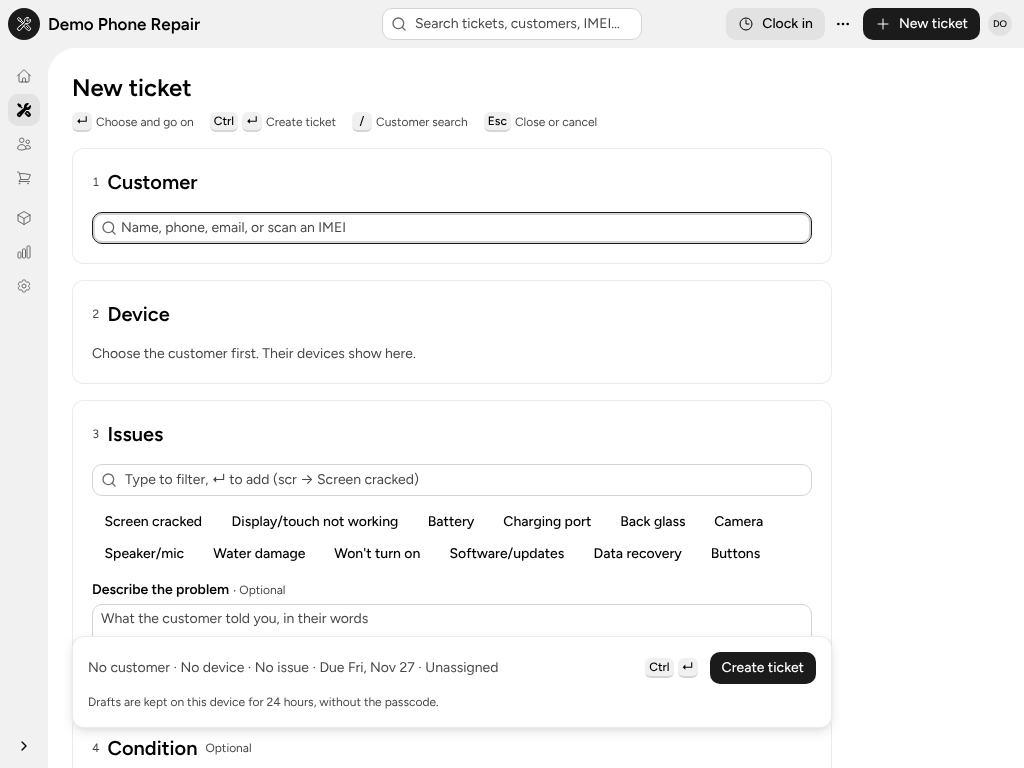 Demo Phone Repair
Search tickets, customers, IMEI...
Clock in
New ticket
DO
New ticket
↵ Choose and go on Ctrl ↵ Create ticket / Customer search Esc Close or cancel
1 Customer
Name, phone, email, or scan an IMEI
2 Device
Choose the customer first. Their devices show here.
3 Issues
Type to filter, ↵ to add (scr → Screen cracked)
Screen cracked Display/touch not working Battery Charging port Back glass Camera
Speaker/mic Water damage Won't turn on Software/updates Data recovery Buttons
Describe the problem · Optional
What the customer told you, in their words
No customer · No device · No issue · Due Fri, Nov 27 · Unassigned
Ctrl ↵ Create ticket
Drafts are kept on this device for 24 hours, without the passcode.
4 Condition Optional